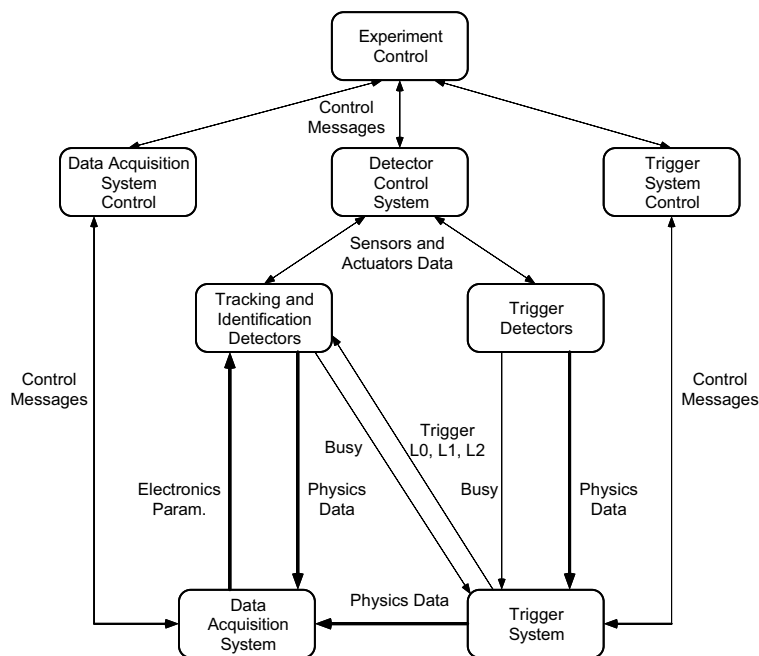 Experiment
Control
Control
Messages
Data Acquisition
System
Control
Detector
Control
System
Trigger
System
Control
Sensors and
Actuators Data
Tracking and
Identification
Detectors
Trigger
Detectors
Control
Messages
Control
Messages
Busy
Trigger
L0, L1, L2
Electronics
Param.
Physics
Data
Busy
Physics
Data
Data
Acquisition
System
Physics Data
Trigger
System